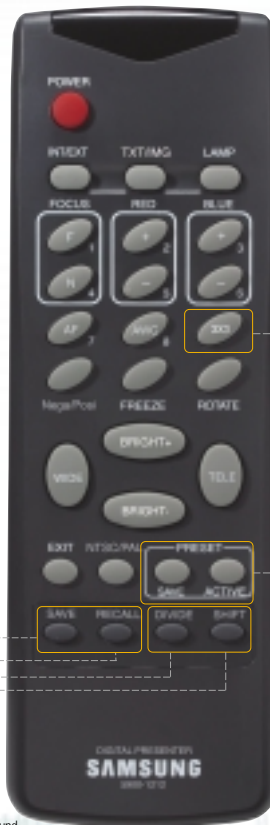 POWER
INT/EXT TXT/IMG LAMP
FOCUS RED BLUE
F 1 + 2 + 3
N 4 - 5 - 6
AF 7 AWC 8
Nega/Posi FREEZE ROTATE
BRIGHT+
WIDE TELE
BRIGHT-
EXIT NTSC/PAL PRESET
SAVE ACTIVE
SAVE RECALL DIVIDE SHIFT
DIGITAL PRESENTER
SAMSUNG